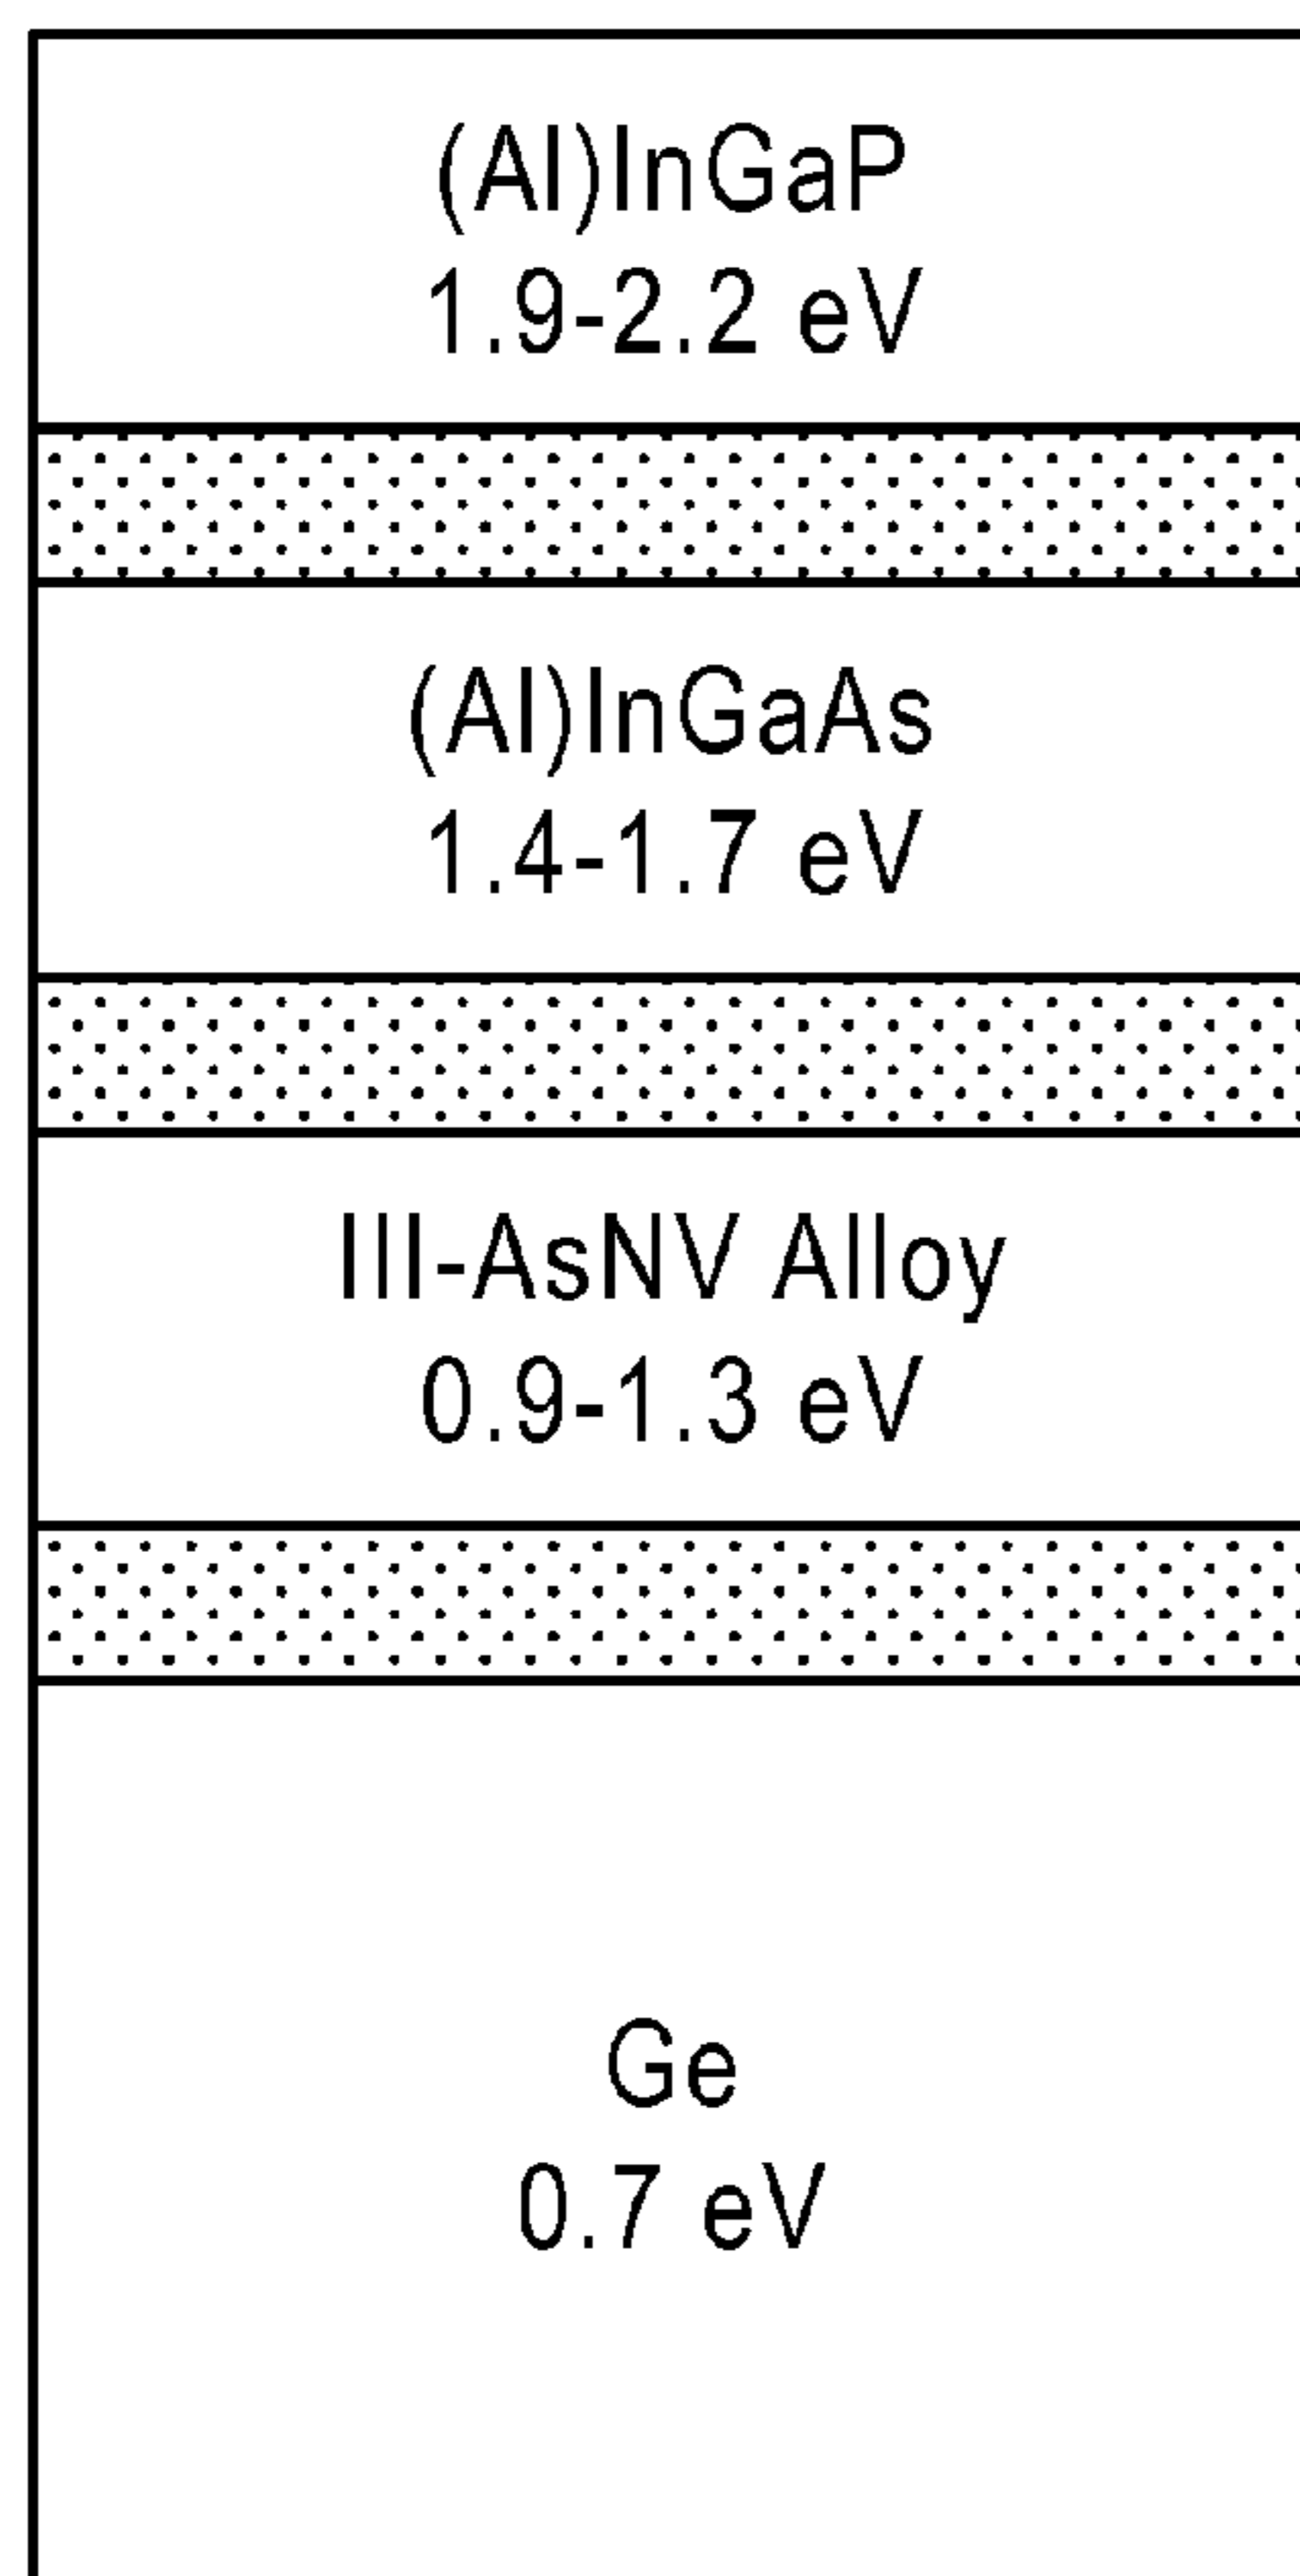 (Al)InGaP
1.9-2.2 eV
(Al)InGaAs
1.4-1.7 eV
III-AsNV Alloy
0.9-1.3 eV
Ge
0.7 eV